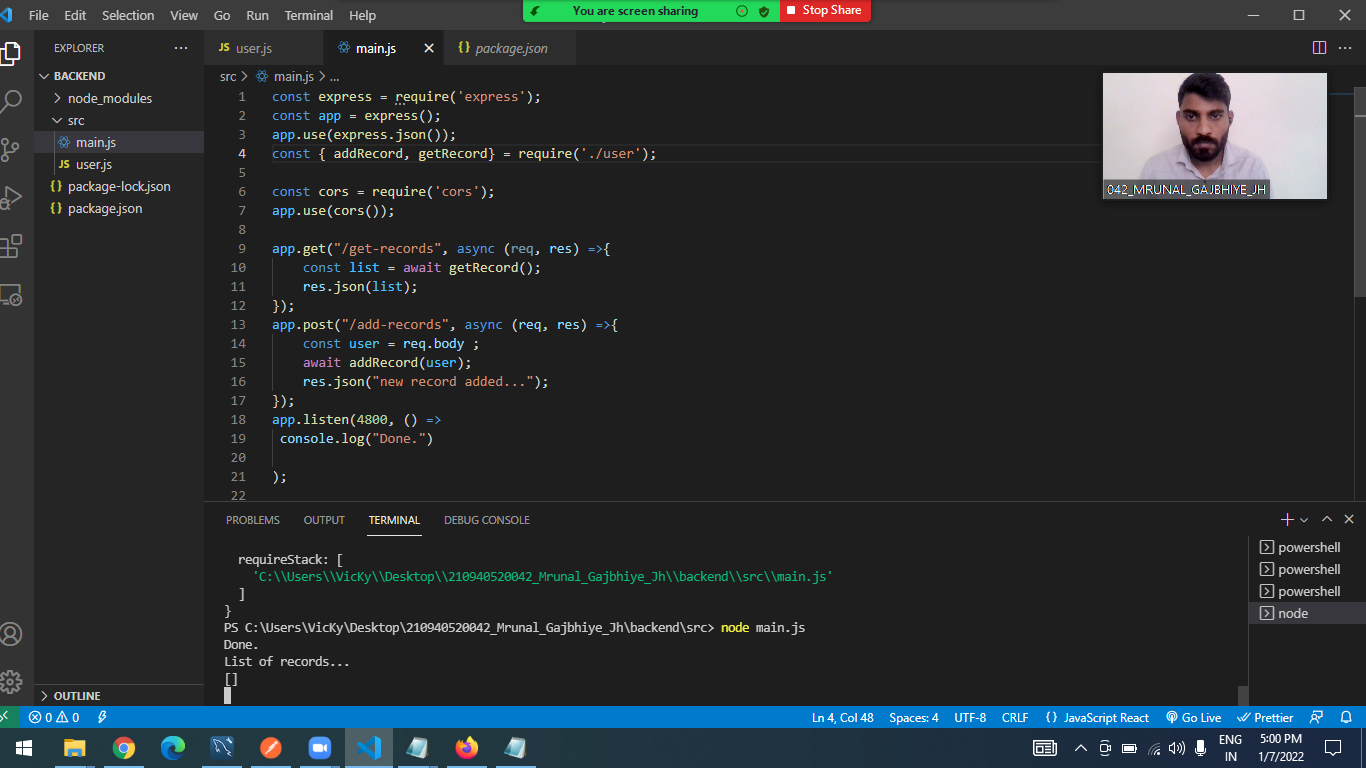 File Edit Selection View Go Run Terminal Help
You are screen sharing
Stop Share
EXPLORER
user.js
main.js
package.json
BACKEND
node_modules
src
main.js
user.js
package-lock.json
package.json
OUTLINE
src > main.js > ...
1 const express = require('express');
2 const app = express();
3 app.use(express.json());
4 const { addRecord, getRecord} = require('./user');
5
6 const cors = require('cors');
7 app.use(cors());
8
9 app.get("/get-records", async (req, res) =>{
10 const list = await getRecord();
11 res.json(list);
12 });
13 app.post("/add-records", async (req, res) =>{
14 const user = req.body ;
15 await addRecord(user);
16 res.json("new record added...");
17 });
18 app.listen(4800, () =>
19 console.log("Done.")
20
21 );
22
042_MRUNAL_GAJBHIYE_JH
PROBLEMS OUTPUT TERMINAL DEBUG CONSOLE
requireStack: [
'C:\\Users\\VicKy\\Desktop\\210940520042_Mrunal_Gajbhiye_Jh\\backend\\src\\main.js'
]
}
PS C:\Users\VicKy\Desktop\210940520042_Mrunal_Gajbhiye_Jh\backend\src> node main.js
Done.
List of records...
[]
powershell
powershell
powershell
node
0 0
Ln 4, Col 48 Spaces: 4 UTF-8 CRLF {} JavaScript React Go Live Prettier
ENG
IN
5:00 PM
1/7/2022